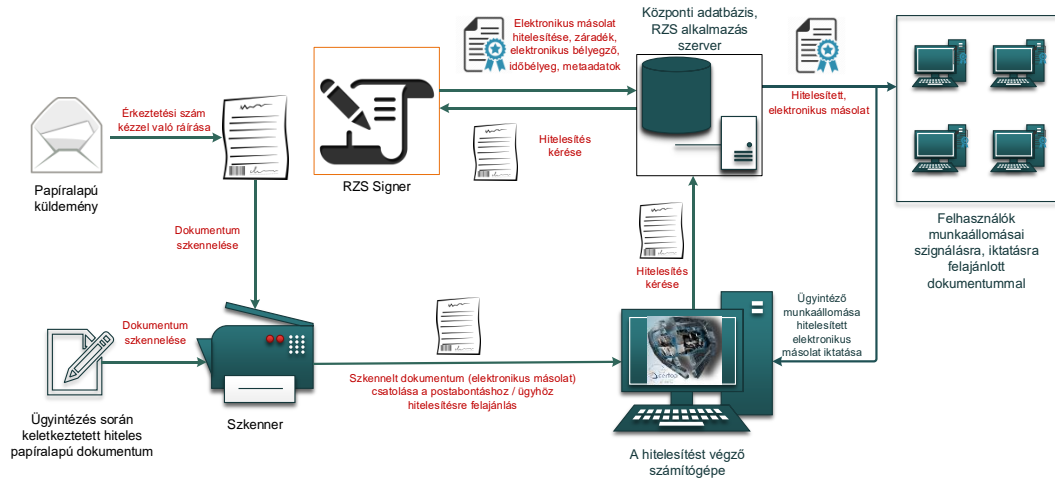 Elektronikus másolat
hitelesítése, záradék,
elektronikus bélyegző,
időbélyeg, metaadatok
Központi adatbázis,
RZS alkalmazás
szerver
Érkeztetési szám
kézzel való ráírása
Hitelesített,
elektronikus másolat
Hitelesítés
kérése
Papíralapú
küldemény
RZS Signer
Dokumentum
szkennelése
Felhasználók
munkaállomásai
szignálásra, iktatásra
felajánlott
dokumentummal
Hitelesítés
kérése
Ügyintéző
munkaállomása
hitelesített
elektronikus
másolat iktatása
Dokumentum
szkennelése
Szkennelt dokumentum (elektronikus másolat)
csatolása a postabontáshoz / ügyhöz
hitelesítésre felajánlás
Szkenner
Ügyintézés során
keletkeztetett hiteles
papíralapú dokumentum
A hitelesítést végző
számítógépe